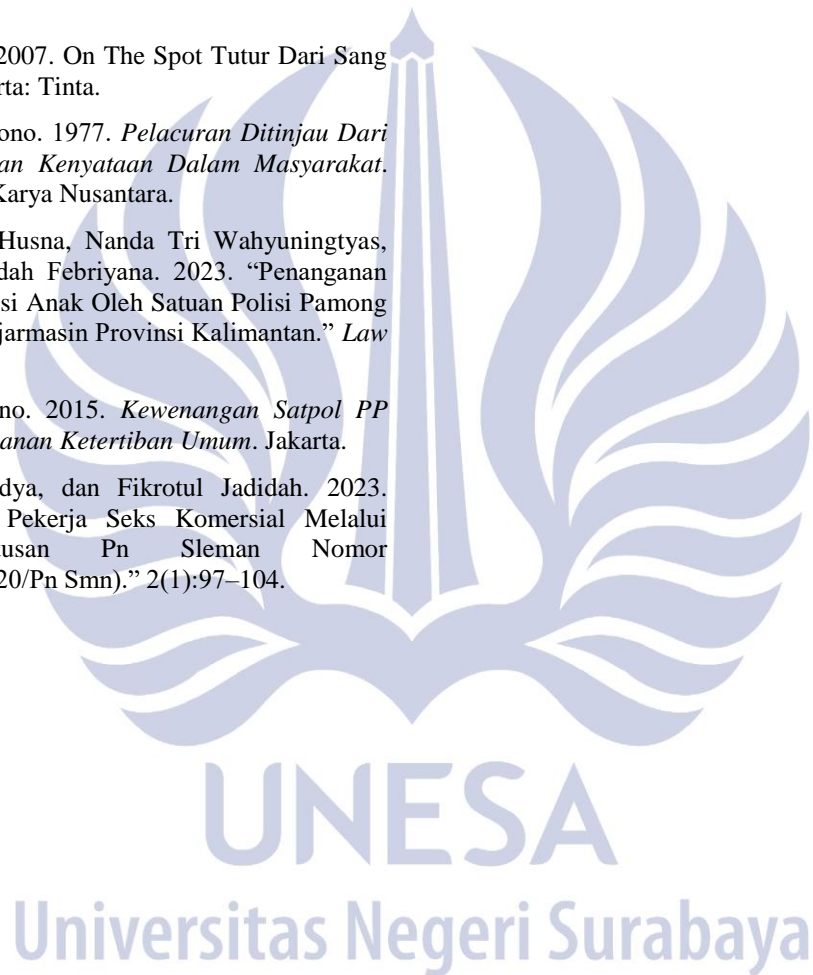 2007. On The Spot Tutur Dari Sang
rta: Tinta.
ono. 1977. Pelacuran Ditinjau Dari
an Kenyataan Dalam Masyarakat.
Karya Nusantara.
Husna, Nanda Tri Wahyuningtyas,
dah Febriyana. 2023. “Penanganan
si Anak Oleh Satuan Polisi Pamong
jarmasin Provinsi Kalimantan.” Law
no. 2015. Kewenangan Satpol PP
anan Ketertiban Umum. Jakarta.
dya, dan Fikrotul Jadidah. 2023.
Pekerja Seks Komersial Melalui
usan Pn Sleman Nomor
20/Pn Smn).” 2(1):97–104.
UNESA
Universitas Negeri Surabaya